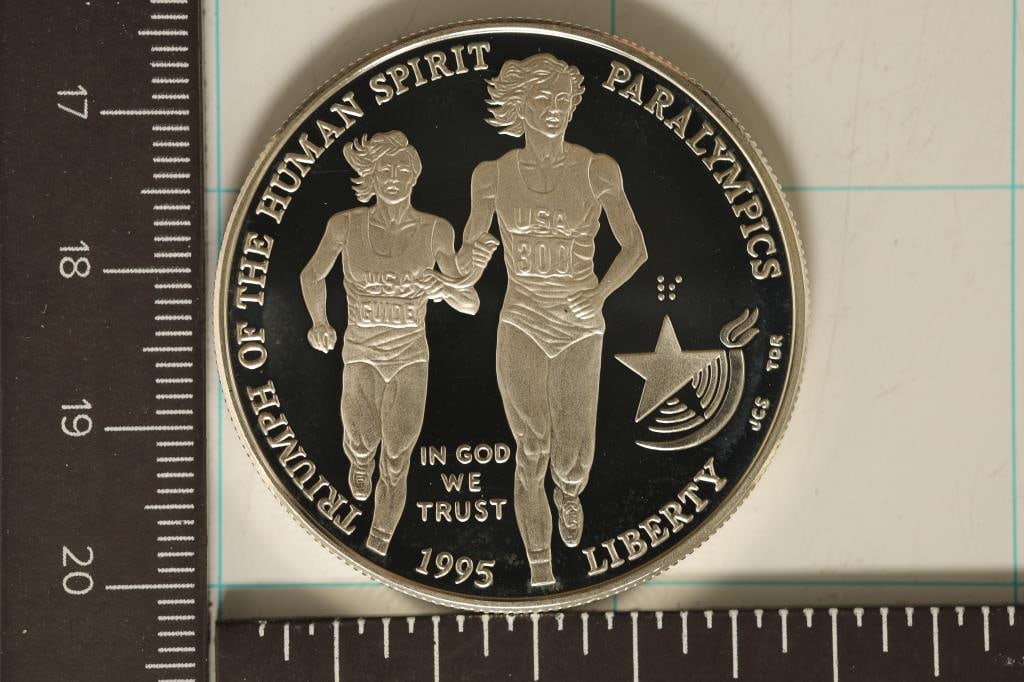 TRIUMPH OF THE HUMAN SPIRIT PARALYMPICS
USA
300
USA
GUIDE
IN GOD
WE
TRUST
1995
LIBERTY
JCS TDR
17
18
19
20